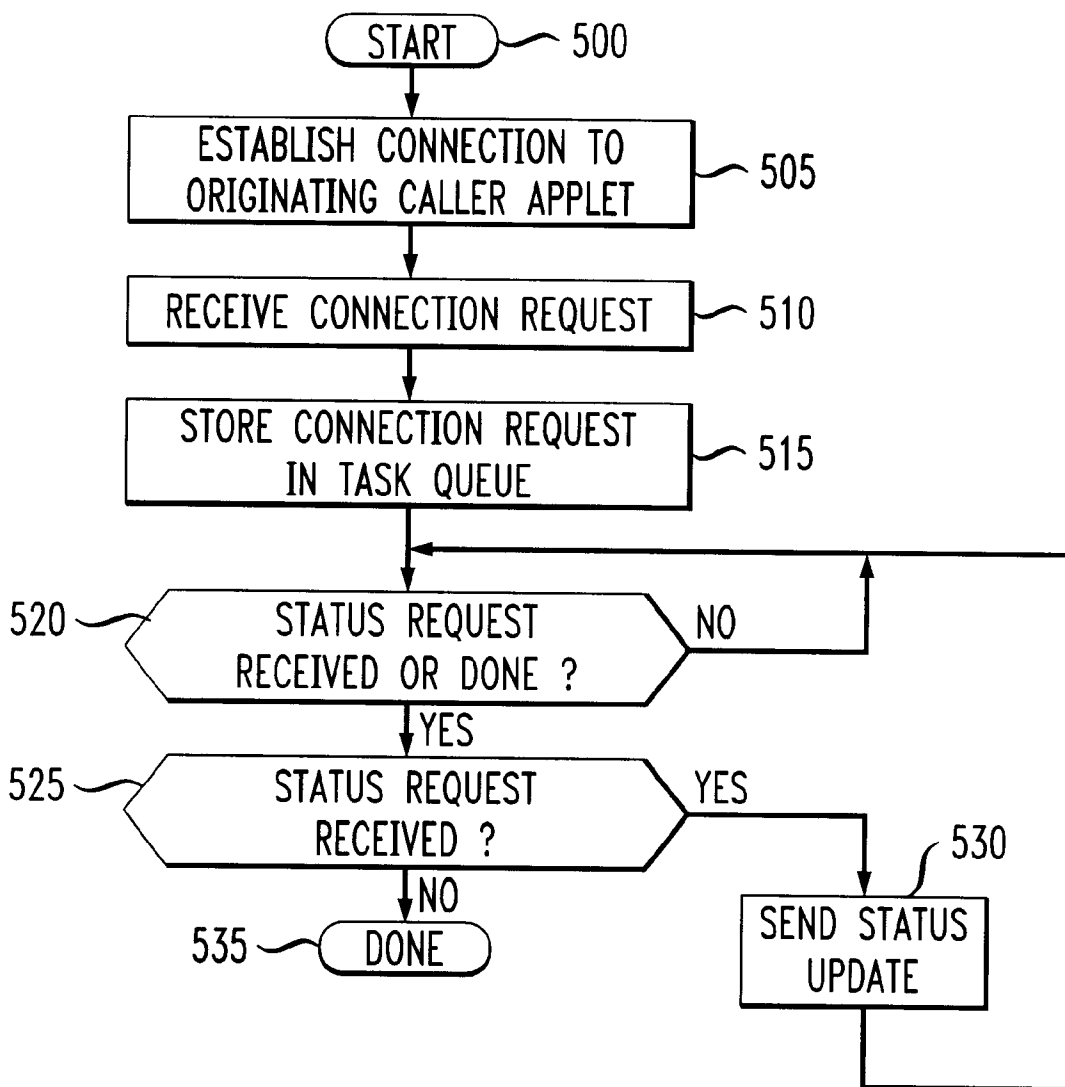 START
500
ESTABLISH CONNECTION TO
ORIGINATING CALLER APPLET
505
RECEIVE CONNECTION REQUEST
510
STORE CONNECTION REQUEST
IN TASK QUEUE
515
520
STATUS REQUEST
RECEIVED OR DONE ?
NO
YES
525
STATUS REQUEST
RECEIVED ?
YES
NO
530
SEND STATUS
UPDATE
535
DONE